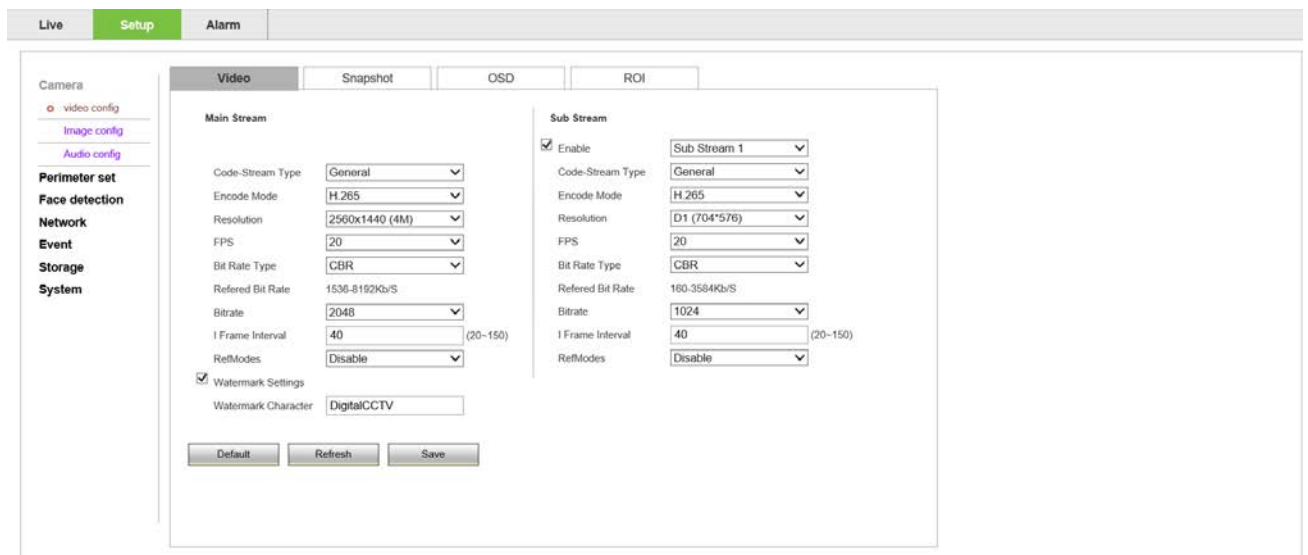 Live Setup Alarm
Camera Video Snapshot OSD ROI
video config
Image config
Audio config
Perimeter set
Face detection
Network
Event
Storage
System
Main Stream
Code-Stream Type General
Encode Mode H.265
Resolution 2560x1440 (4M)
FPS 20
Bit Rate Type CBR
Refered Bit Rate 1536-8192Kb/S
Bitrate 2048
I Frame Interval 40 (20~150)
RefModes Disable
Watermark Settings
Watermark Character DigitalCCTV
Default Refresh Save
Sub Stream
Enable Sub Stream 1
Code-Stream Type General
Encode Mode H.265
Resolution D1 (704*576)
FPS 20
Bit Rate Type CBR
Refered Bit Rate 160-3584Kb/S
Bitrate 1024
I Frame Interval 40 (20~150)
RefModes Disable